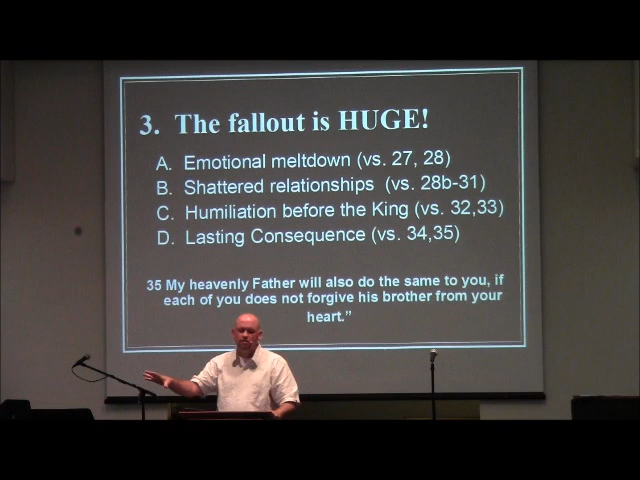 3. The fallout is HUGE!
A. Emotional meltdown (vs. 27, 28)
B. Shattered relationships (vs. 28b-31)
C. Humiliation before the King (vs. 32,33)
D. Lasting Consequence (vs. 34,35)
35 My heavenly Father will also do the same to you, if
each of you does not forgive his brother from your
heart.”